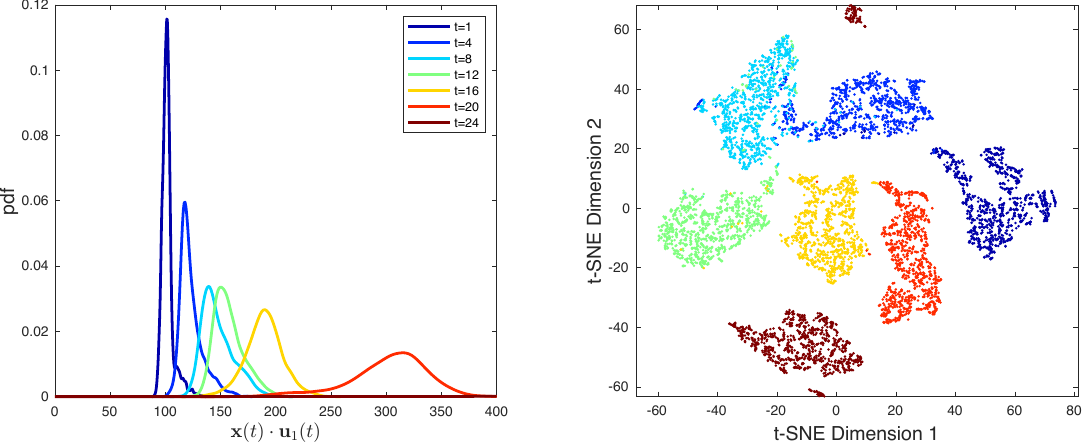 0.12
0.1
0.08
0.06
0.04
0.02
0
pdf
0 50 100 150 200 250 300 350 400
x(t) · u₁(t)
t=1
t=4
t=8
t=12
t=16
t=20
t=24
60
40
20
0
-20
-40
-60
t-SNE Dimension 2
-60 -40 -20 0 20 40 60 80
t-SNE Dimension 1